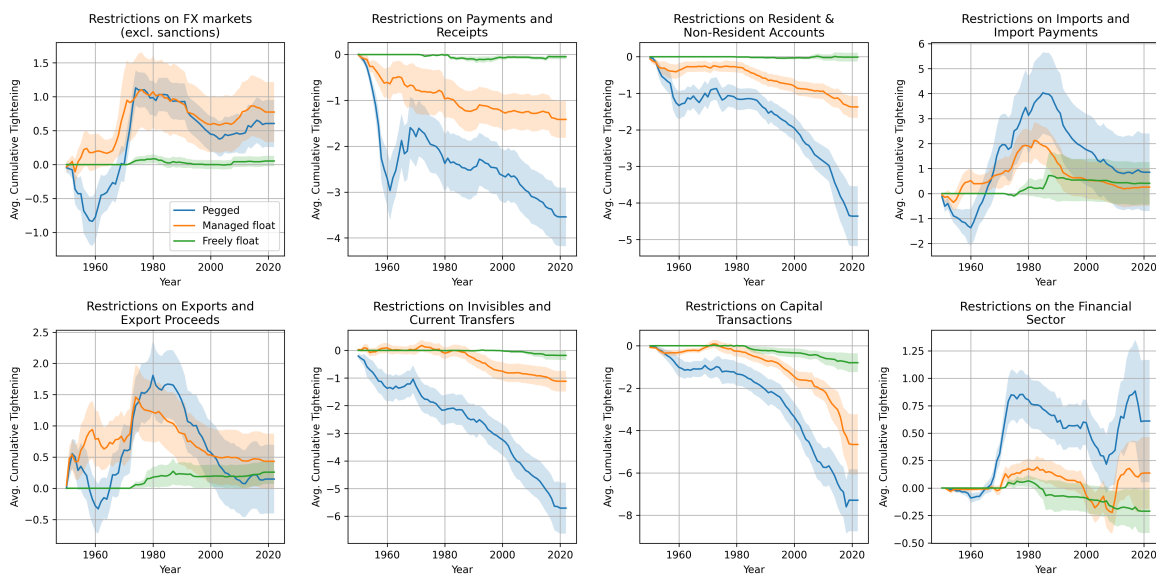 Restrictions on FX markets
(excl. sanctions)
Avg. Cumulative Tightening
1.5
1.0
0.5
0.0
−0.5
−1.0
Pegged
Managed float
Freely float
1960
1980
2000
2020
Year
Restrictions on Payments and
Receipts
Avg. Cumulative Tightening
0
−1
−2
−3
−4
1960
1980
2000
2020
Year
Restrictions on Resident &
Non-Resident Accounts
Avg. Cumulative Tightening
0
−1
−2
−3
−4
−5
1960
1980
2000
2020
Year
Restrictions on Imports and
Import Payments
Avg. Cumulative Tightening
6
5
4
3
2
1
0
−1
−2
1960
1980
2000
2020
Year
Restrictions on Exports and
Export Proceeds
Avg. Cumulative Tightening
2.5
2.0
1.5
1.0
0.5
0.0
−0.5
1960
1980
2000
2020
Year
Restrictions on Invisibles and
Current Transfers
Avg. Cumulative Tightening
0
−1
−2
−3
−4
−5
−6
1960
1980
2000
2020
Year
Restrictions on Capital
Transactions
Avg. Cumulative Tightening
0
−2
−4
−6
−8
1960
1980
2000
2020
Year
Restrictions on the Financial
Sector
Avg. Cumulative Tightening
1.25
1.00
0.75
0.50
0.25
0.00
−0.25
−0.50
1960
1980
2000
2020
Year